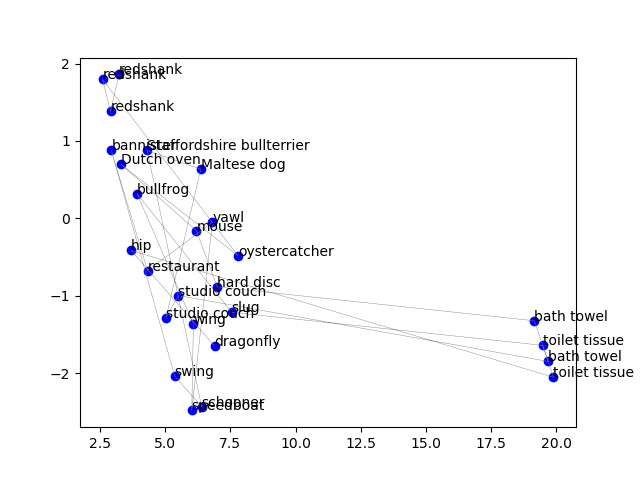 2
redshank
redshank
redshank
1
bannister
Staffordshire bullterrier
Dutch oven
Maltese dog
bullfrog
0
yawl
mouse
hip
oystercatcher
restaurant
hard disc
studio couch
−1
slug
studio couch
wing
bath towel
toilet tissue
dragonfly
bath towel
−2
swing
toilet tissue
schooner
speedboat
2.5 5.0 7.5 10.0 12.5 15.0 17.5 20.0